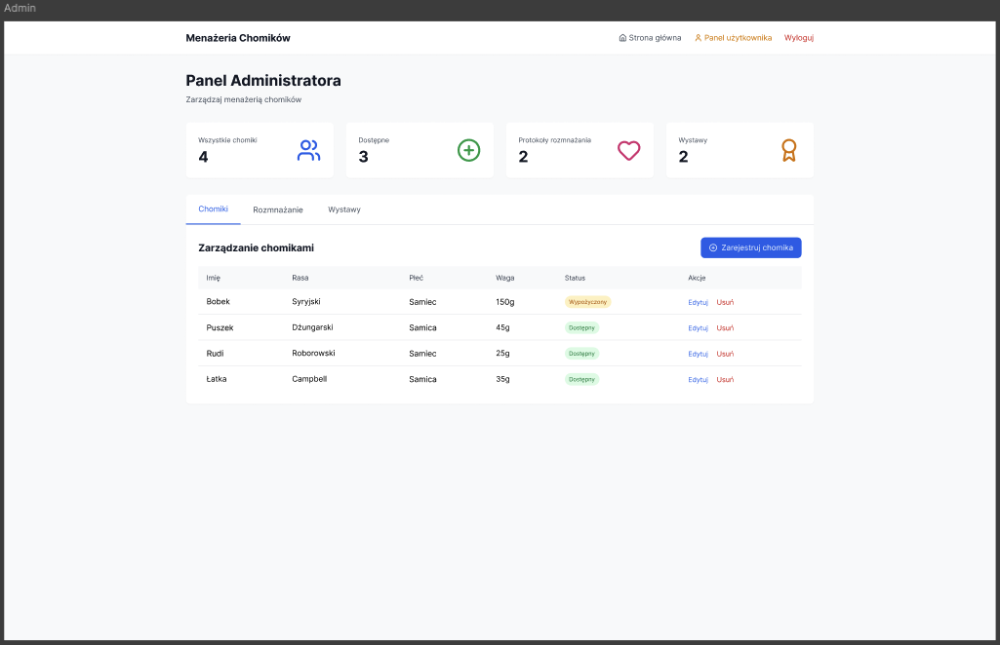 Admin
Menażeria Chomików
Strona główna Panel użytkownika Wyloguj
Panel Administratora
Zarządzaj menażerią chomików
Wszystkie chomiki
4
Dostępne
3
Protokoły rozmnażania
2
Wystawy
2
Chomiki Rozmnażanie Wystawy
Zarządzanie chomikami
Zarejestruj chomika
Imię Rasa Płeć Waga Status Akcje
Bobek Syryjski Samiec 150g Wypożyczony Edytuj Usuń
Puszek Dżungarski Samica 45g Dostępny Edytuj Usuń
Rudi Roborowski Samiec 25g Dostępny Edytuj Usuń
Łatka Campbell Samica 35g Dostępny Edytuj Usuń